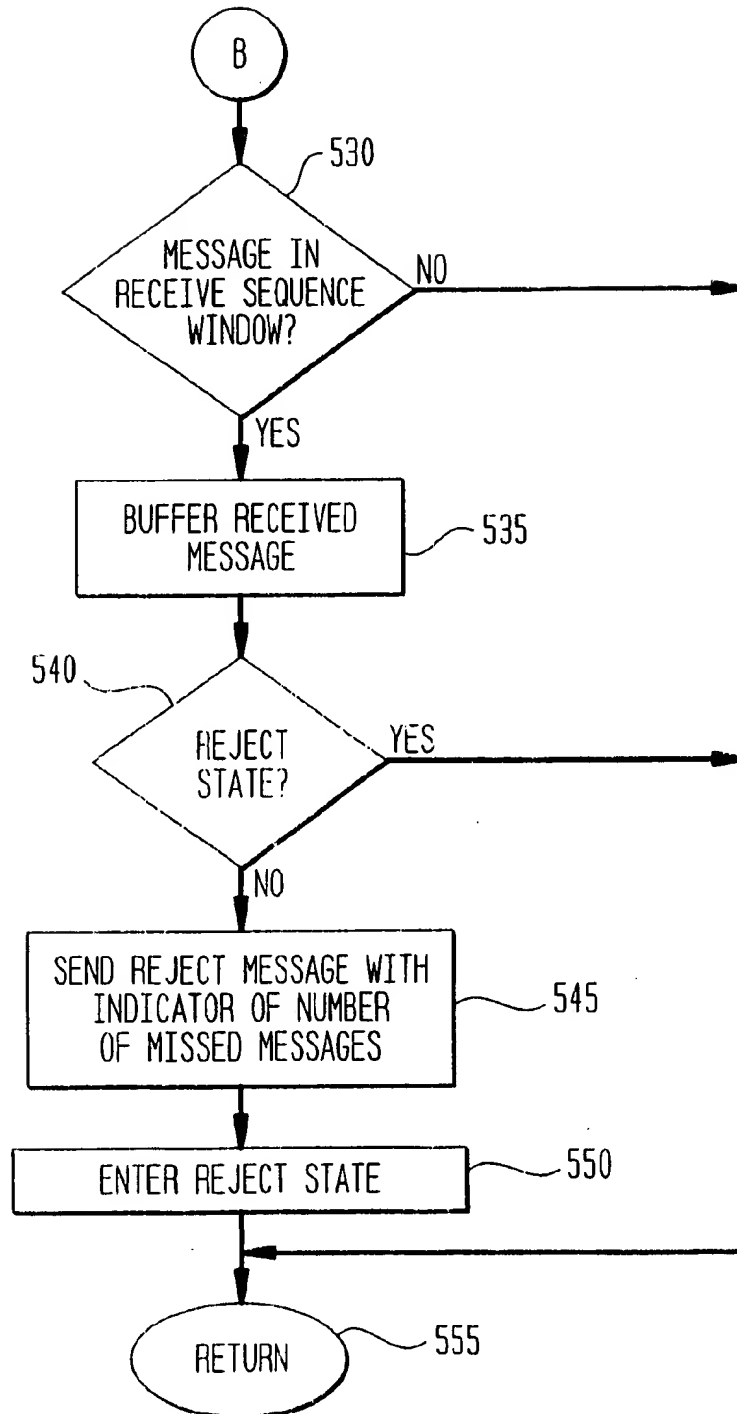 B
530
MESSAGE IN
RECEIVE SEQUENCE
WINDOW?
NO
YES
BUFFER RECEIVED
MESSAGE
535
540
REJECT
STATE?
YES
NO
SEND REJECT MESSAGE WITH
INDICATOR OF NUMBER
OF MISSED MESSAGES
545
ENTER REJECT STATE
550
RETURN
555